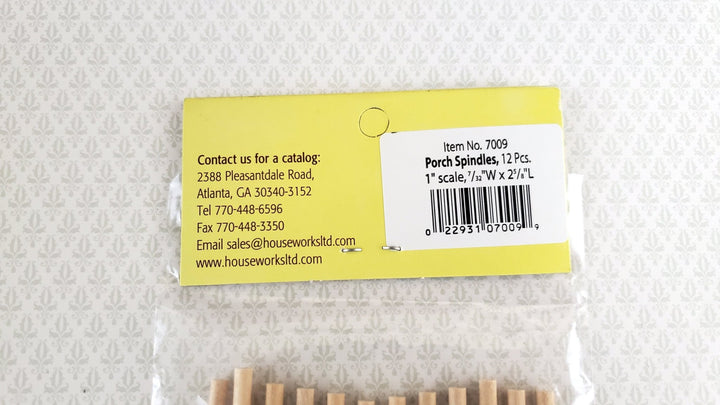 Contact us for a catalog:
2388 Pleasantdale Road,
Atlanta, GA 30340-3152
Tel 770-448-6596
Fax 770-448-3350
Email sales@houseworksltd.com
www.houseworksltd.com
Item No. 7009
Porch Spindles, 12 Pcs.
1" scale, 7/32"W x 2 5/8"L
0 22931 07009 9